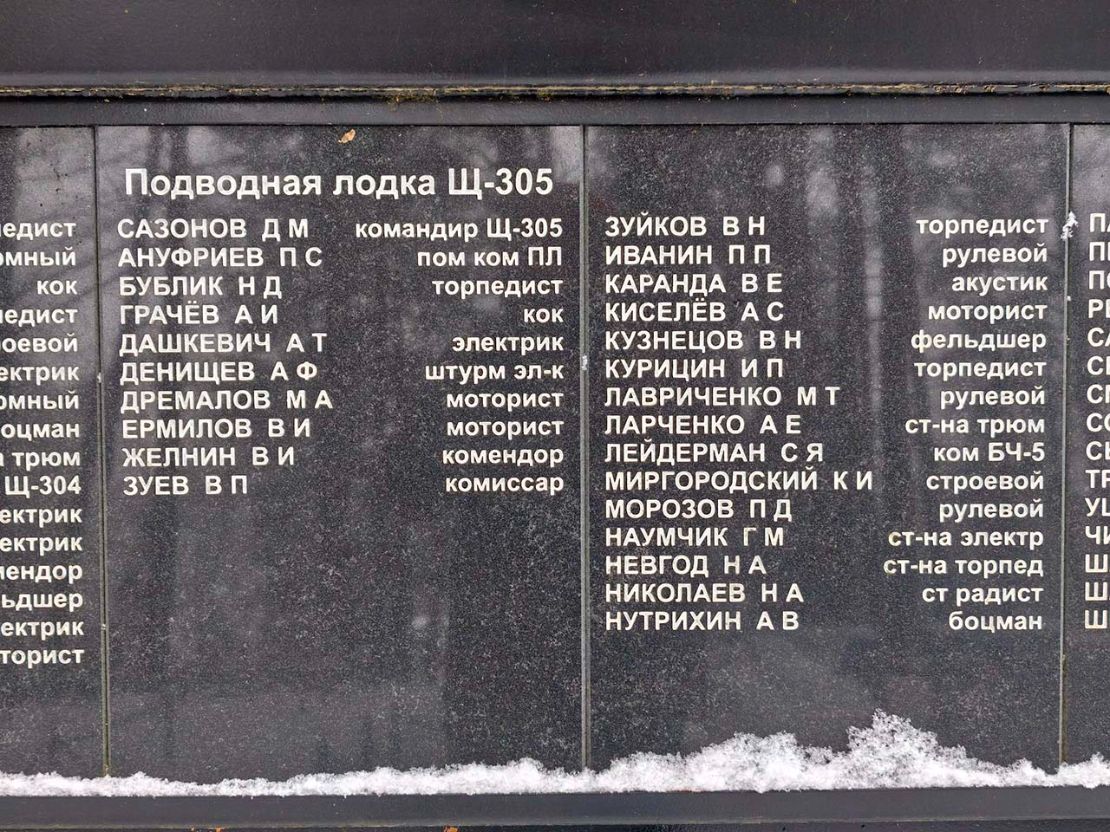 Подводная лодка Щ-305
САЗОНОВ Д М командир Щ-305
АНУФРИЕВ П С пом ком ПЛ
БУБЛИК Н Д торпедист
ГРАЧЁВ А И кок
ДАШКЕВИЧ А Т электрик
ДЕНИЩЕВ А Ф штурм эл-к
ДРЕМАЛОВ М А моторист
ЕРМИЛОВ В И моторист
ЖЕЛНИН В И комендор
ЗУЕВ В П комиссар
ЗУЙКОВ В Н торпедист
ИВАНИН П П рулевой
КАРАНДА В Е акустик
КИСЕЛЁВ А С моторист
КУЗНЕЦОВ В Н фельдшер
КУРИЦИН И П торпедист
ЛАВРИЧЕНКО М Т рулевой
ЛАРЧЕНКО А Е ст-на трюм
ЛЕЙДЕРМАН С Я ком БЧ-5
МИРГОРОДСКИЙ К И строевой
МОРОЗОВ П Д рулевой
НАУМЧИК Г М ст-на электр
НЕВГОД Н А ст-на торпед
НИКОЛАЕВ Н А ст радист
НУТРИХИН А В боцман
кок
трюм
Щ-304